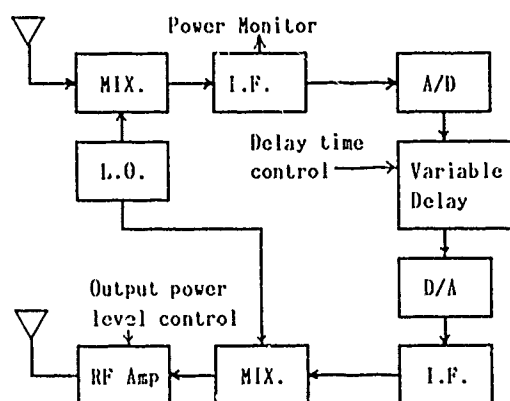 Power Monitor
MIX.
I.F.
A/D
L.O.
Delay time
control
Variable
Delay
D/A
Output power
level control
RF Amp
MIX.
I.F.